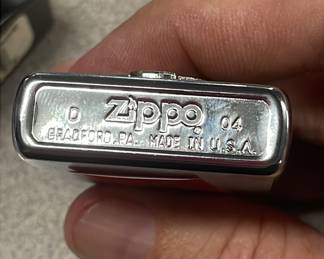 D Zippo 04
BRADFORD, PA. MADE IN U.S.A.